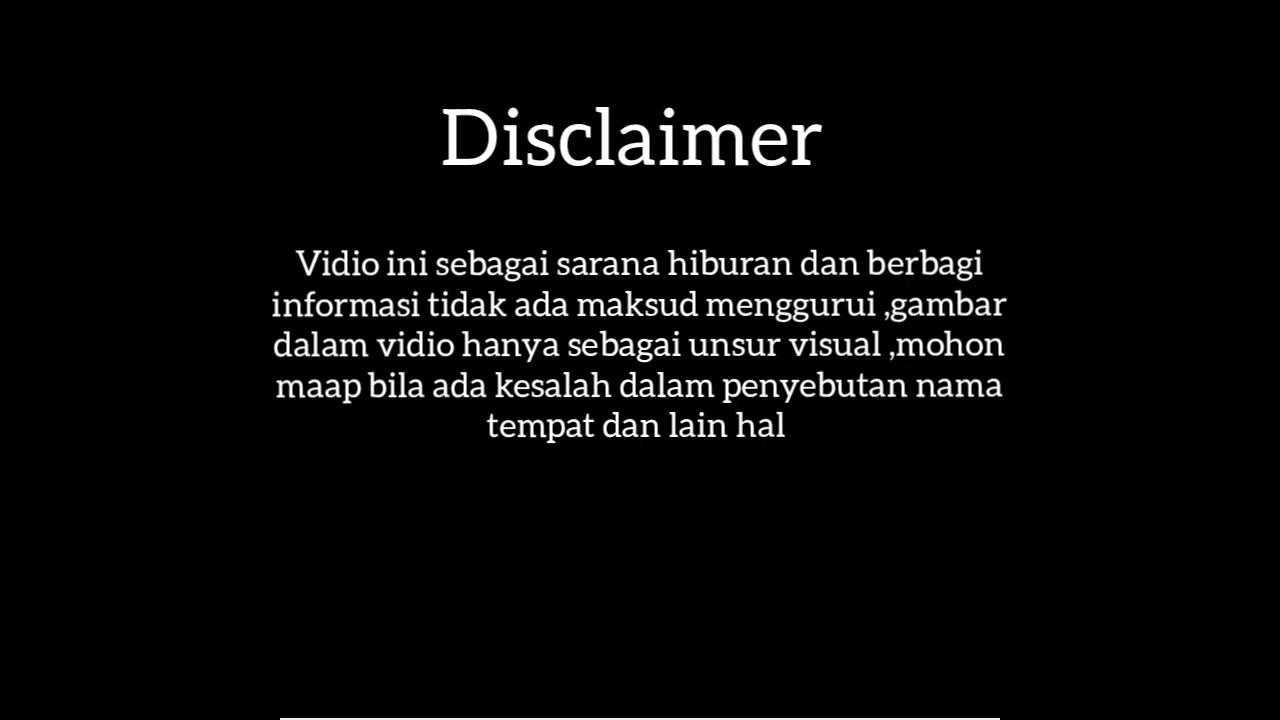 Disclaimer
Vidio ini sebagai sarana hiburan dan berbagi
informasi tidak ada maksud menggurui ,gambar
dalam vidio hanya sebagai unsur visual ,mohon
maap bila ada kesalah dalam penyebutan nama
tempat dan lain hal